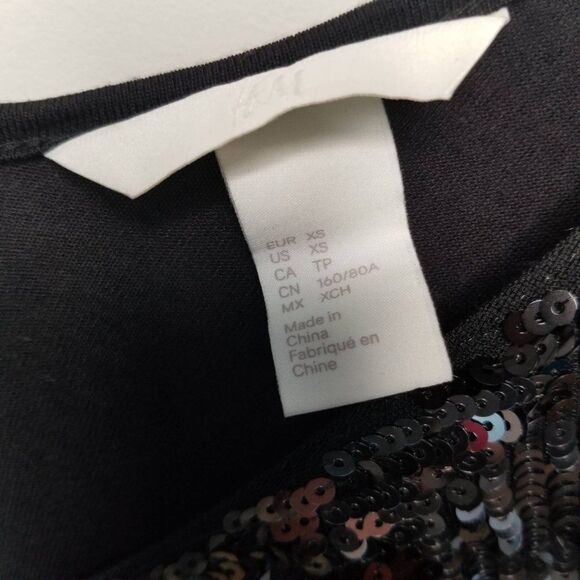 H&M
EUR XS
US XS
CA TP
CN 160/80A
MX XCH
Made in
China
Fabriqué en
Chine